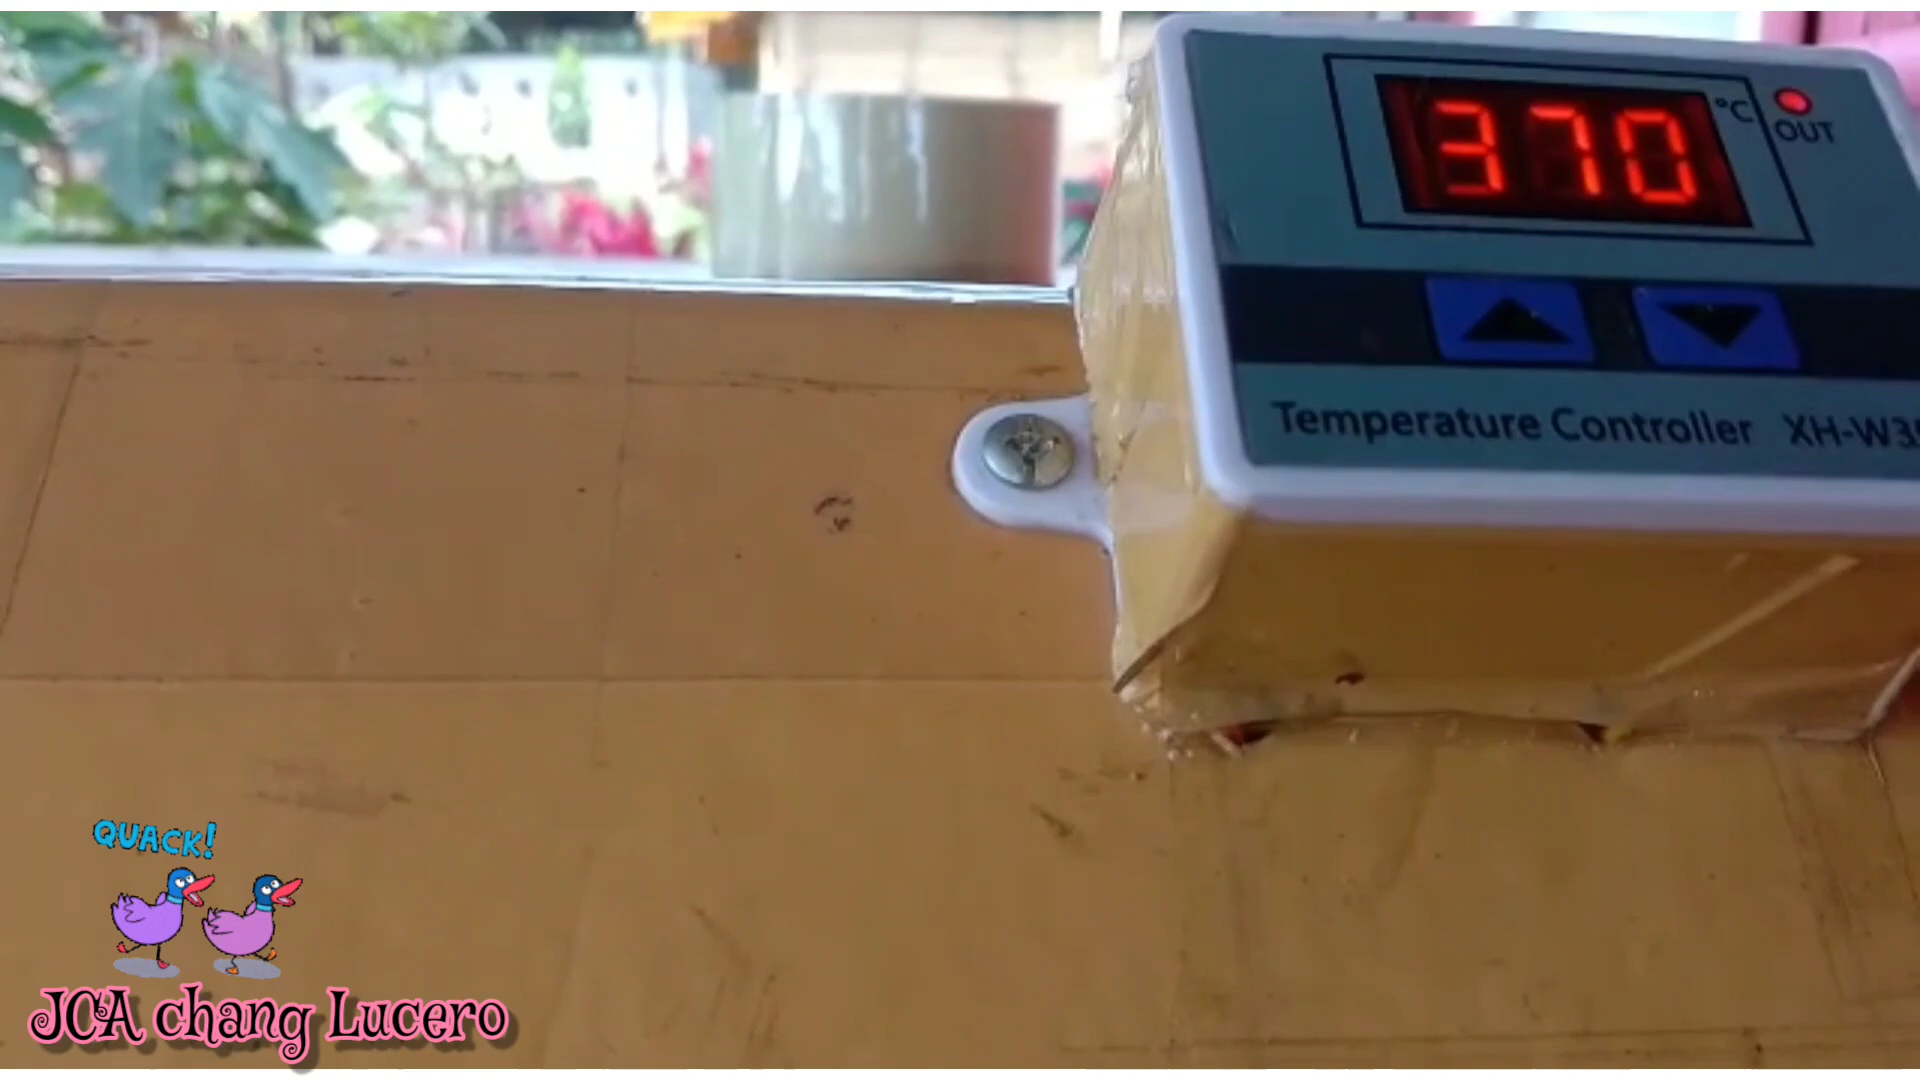 370
°C
OUT
Temperature Controller
QUACK!
JCA chang Lucero